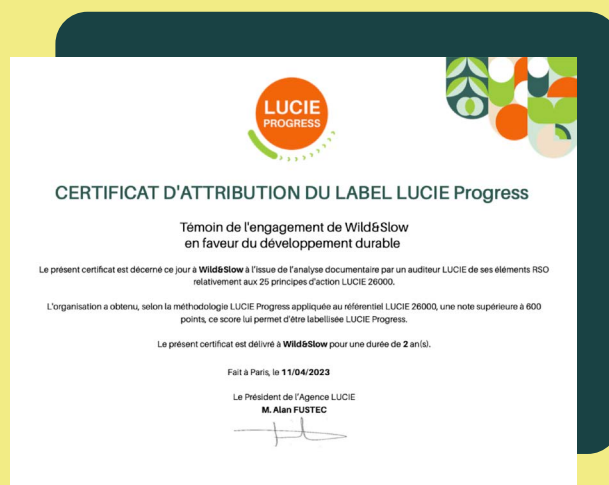 LUCIE
PROGRESS
CERTIFICAT D'ATTRIBUTION DU LABEL LUCIE Progress
Témoin de l'engagement de Wild&Slow
en faveur du développement durable
Le présent certificat est décerné ce jour à Wild&Slow à l'issue de l'analyse documentaire par un auditeur LUCIE de ses éléments RSO
relativement aux 25 principes d'action LUCIE 26000.
L'organisation a obtenu, selon la méthodologie LUCIE Progress appliquée au référentiel LUCIE 26000, une note supérieure à 600
points, ce score lui permet d'être labellisée LUCIE Progress.
Le présent certificat est délivré à Wild&Slow pour une durée de 2 an(s).
Fait à Paris, le 11/04/2023
Le Président de l'Agence LUCIE
M. Alan FUSTEC